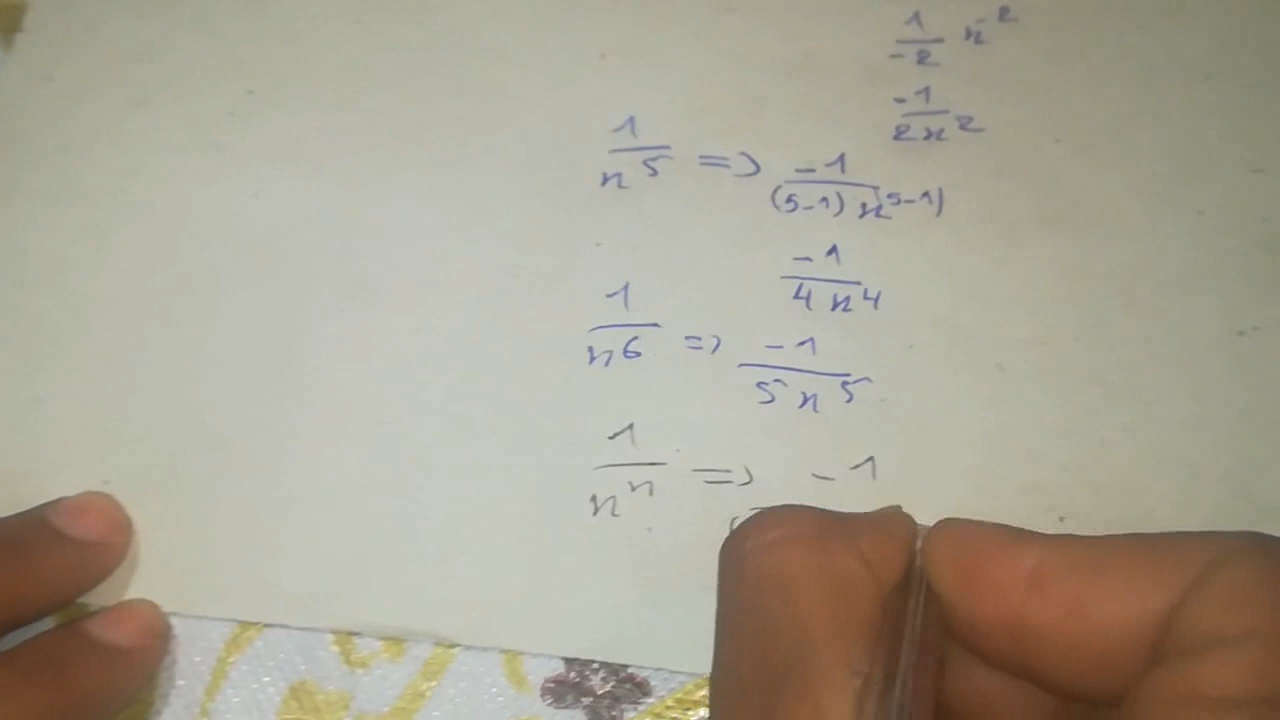 1/-2 x^-2
-1/2x^2
1/x^5 => -1/(5-1)x^(5-1)
-1/4x^4
1/x^6 => -1/5x^5
1/x^n => -1